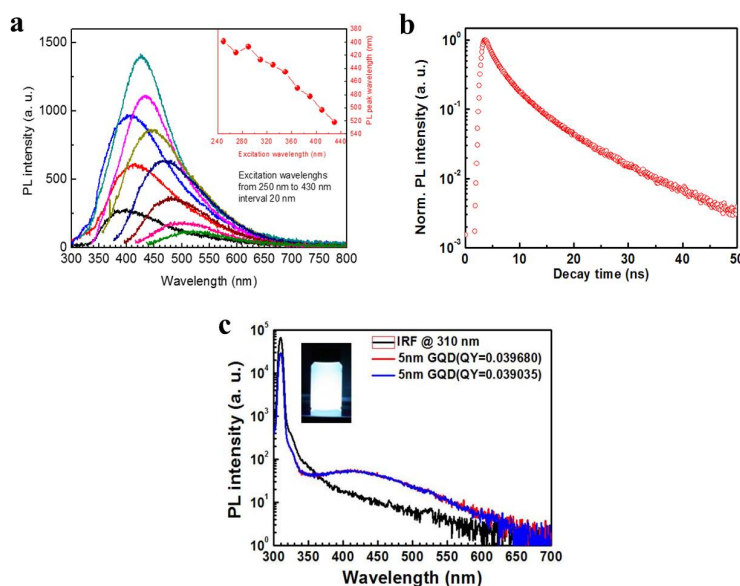 a
PL intensity (a. u.)
1500
1000
500
0
300 350 400 450 500 550 600 650 700 750 800
Wavelength (nm)
380
400
420
440
460
480
500
520
540
PL peak wavelength (nm)
240 280 320 360 400 440
Excitation wavelength (nm)
Excitation wavelenghs
from 250 nm to 430 nm
interval 20 nm
b
Norm. PL intensity (a. u.)
10^0
10^-1
10^-2
10^-3
0 10 20 30 40 50
Decay time (ns)
c
PL intensity (a. u.)
10^5
10^4
10^3
10^2
10^1
10^0
IRF @ 310 nm
5nm GQD(QY=0.039680)
5nm GQD(QY=0.039035)
300 350 400 450 500 550 600 650 700
Wavelength (nm)